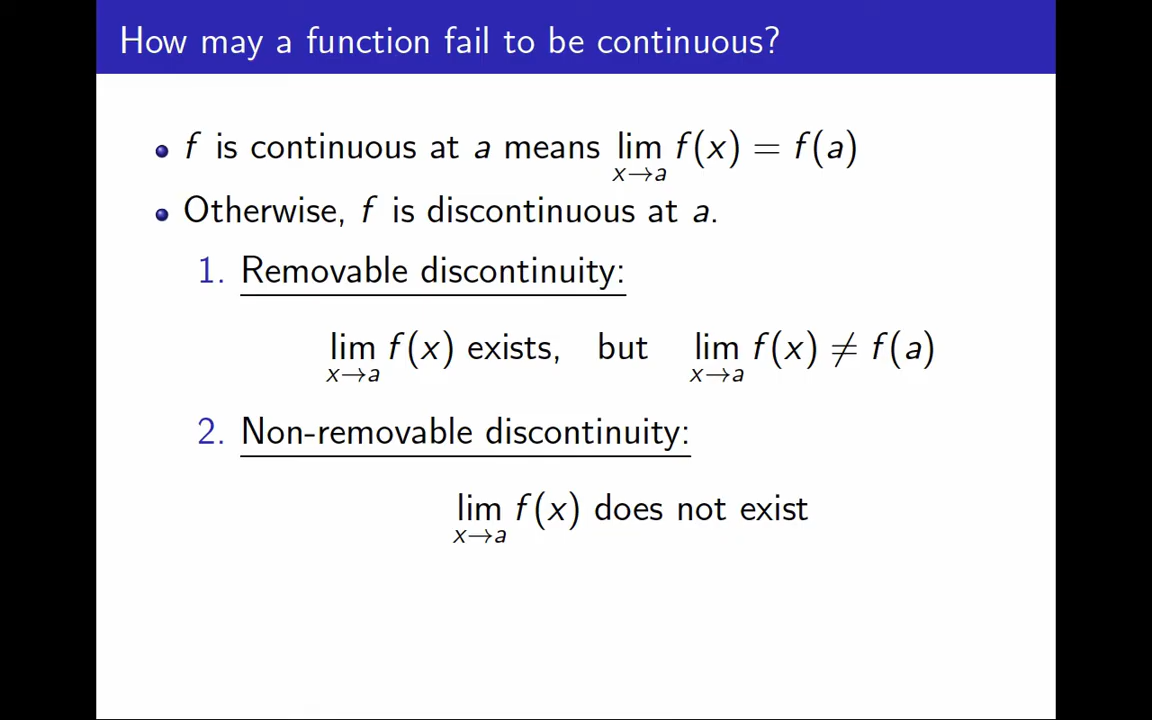 How may a function fail to be continuous?
• f is continuous at a means lim f(x) = f(a)
x→a
• Otherwise, f is discontinuous at a.
1. Removable discontinuity:
lim f(x) exists, but lim f(x) ≠ f(a)
x→a x→a
2. Non-removable discontinuity:
lim f(x) does not exist
x→a